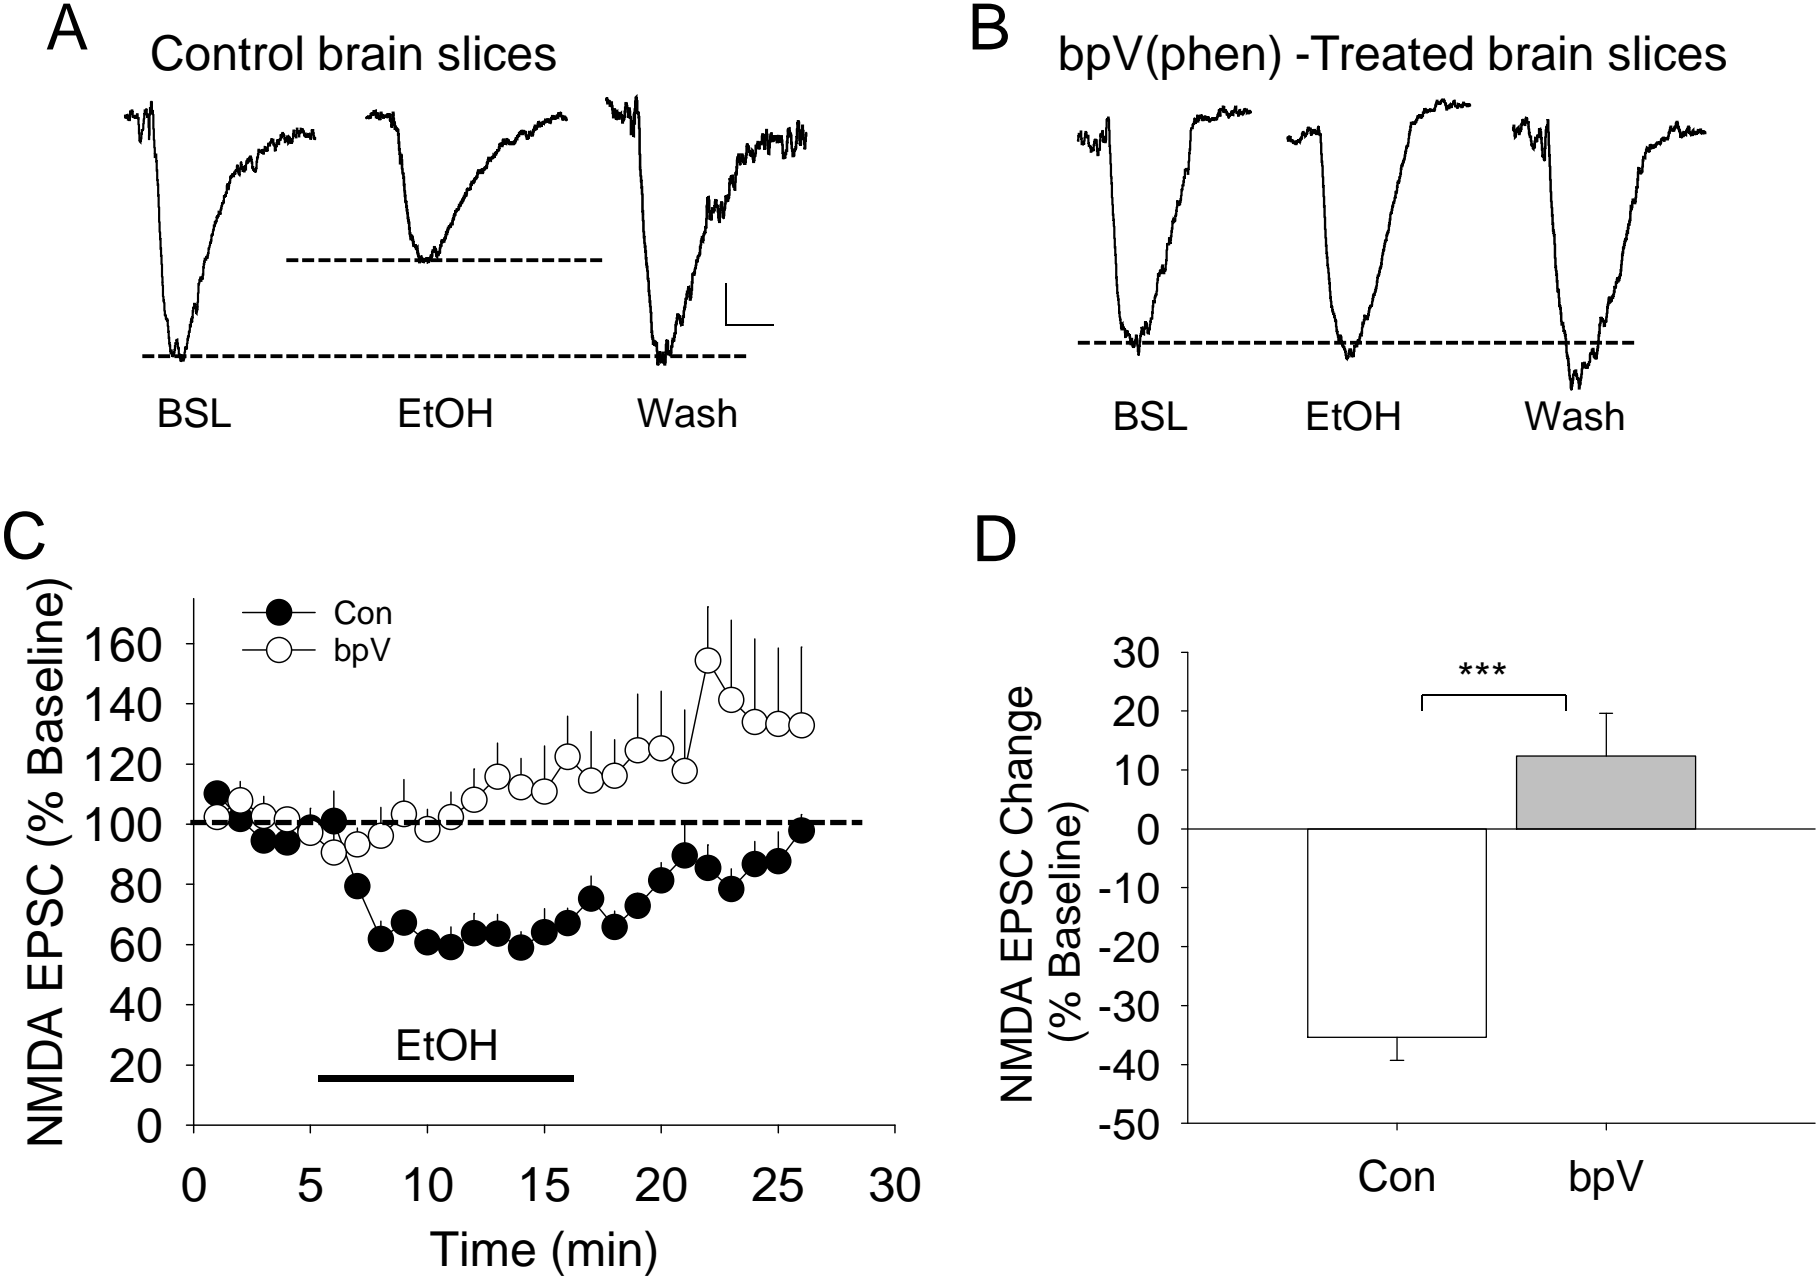 A
Control brain slices
BSL
EtOH
Wash
B
bpV(phen) -Treated brain slices
BSL
EtOH
Wash
C
NMDA EPSC (% Baseline)
160
140
120
100
80
60
40
20
0
Con
bpV
EtOH
0 5 10 15 20 25 30
Time (min)
D
NMDA EPSC Change
(% Baseline)
30
20
10
0
-10
-20
-30
-40
-50
***
Con
bpV